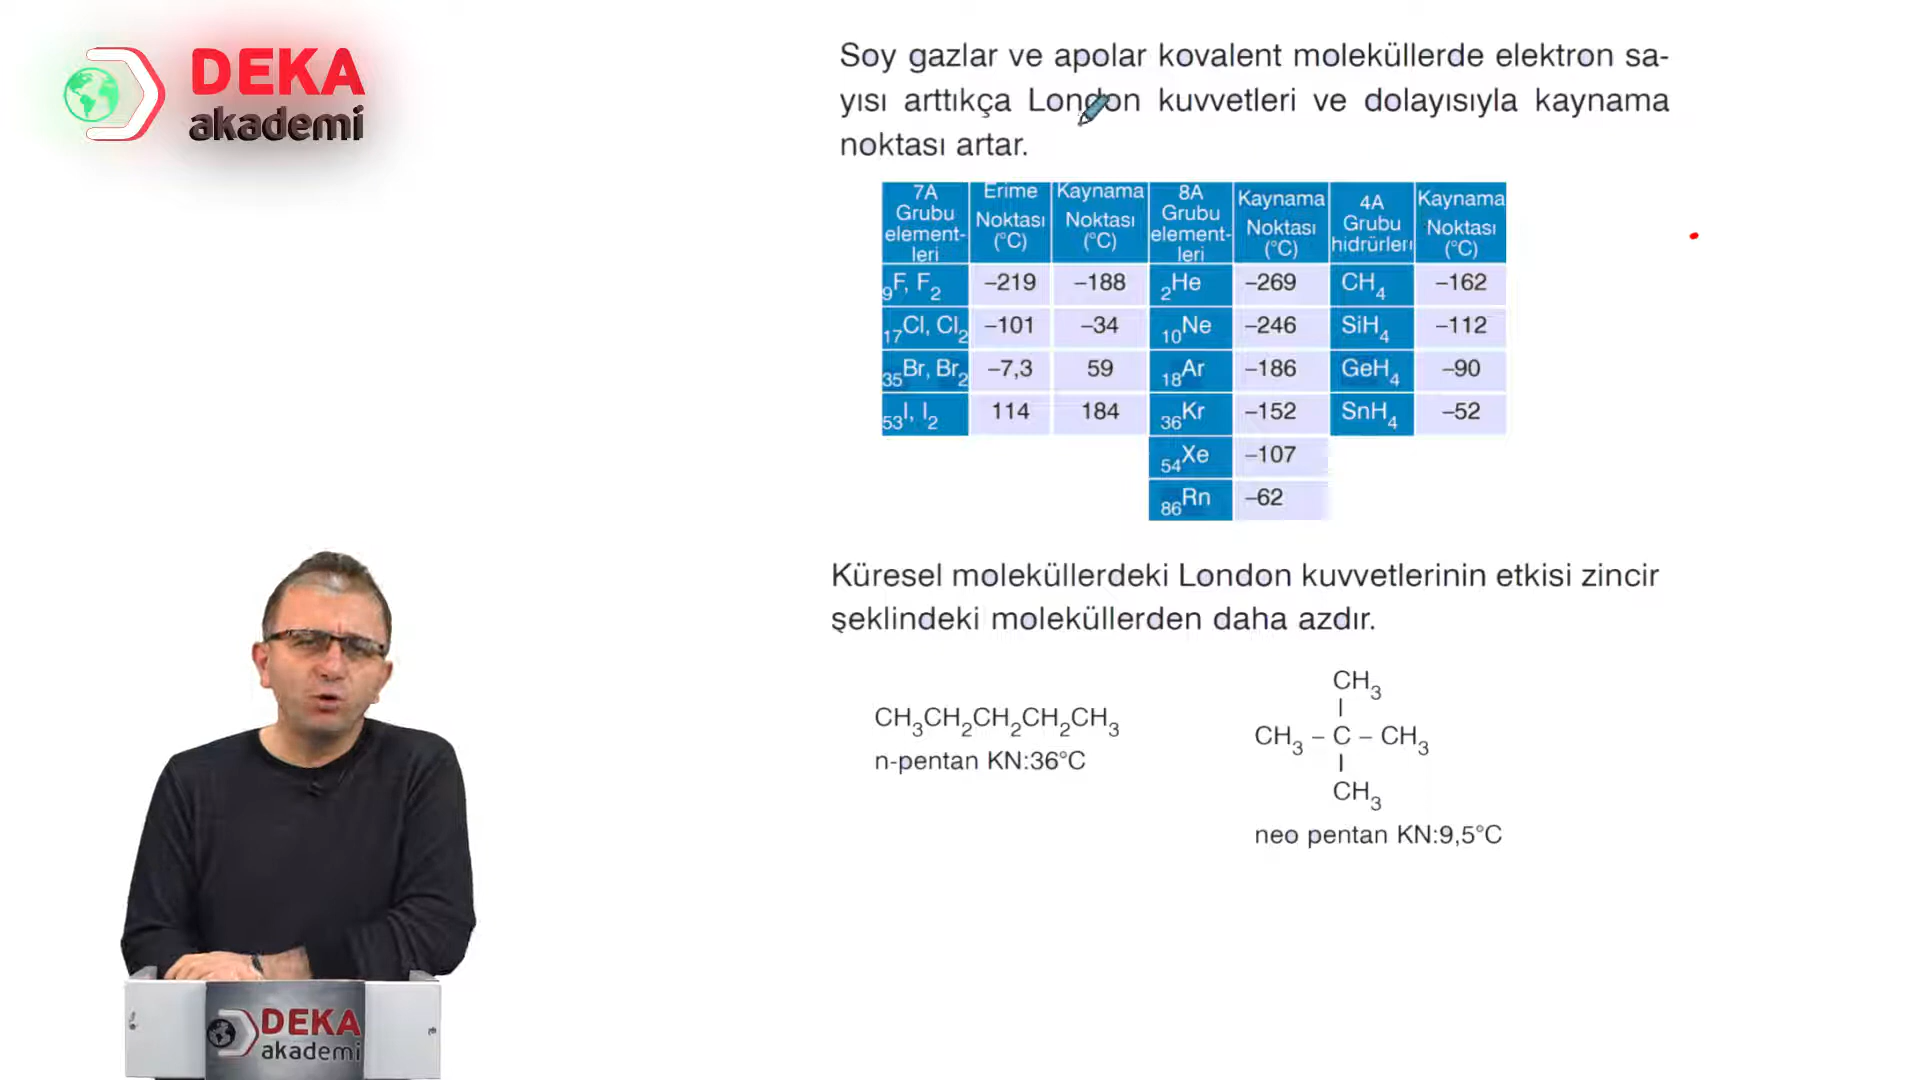 DEKA
akademi
Soy gazlar ve apolar kovalent moleküllerde elektron sa-
yısı arttıkça London kuvvetleri ve dolayısıyla kaynama
noktası artar.
7A Grubu element-leri | Erime Noktası (°C) | Kaynama Noktası (°C) | 8A Grubu element-leri | Kaynama Noktası (°C) | 4A Grubu hidrürleri | Kaynama Noktası (°C)
₉F, F₂ –219 –188 ₂He –269 CH₄ –162
₁₇Cl, Cl₂ –101 –34 ₁₀Ne –246 SiH₄ –112
₃₅Br, Br₂ –7,3 59 ₁₈Ar –186 GeH₄ –90
₅₃I, I₂ 114 184 ₃₆Kr –152 SnH₄ –52
₅₄Xe –107
₈₆Rn –62
Küresel moleküllerdeki London kuvvetlerinin etkisi zincir
şeklindeki moleküllerden daha azdır.
CH₃CH₂CH₂CH₂CH₃
n-pentan KN:36°C
CH₃
CH₃ – C – CH₃
CH₃
neo pentan KN:9,5°C
DEKA
akademi